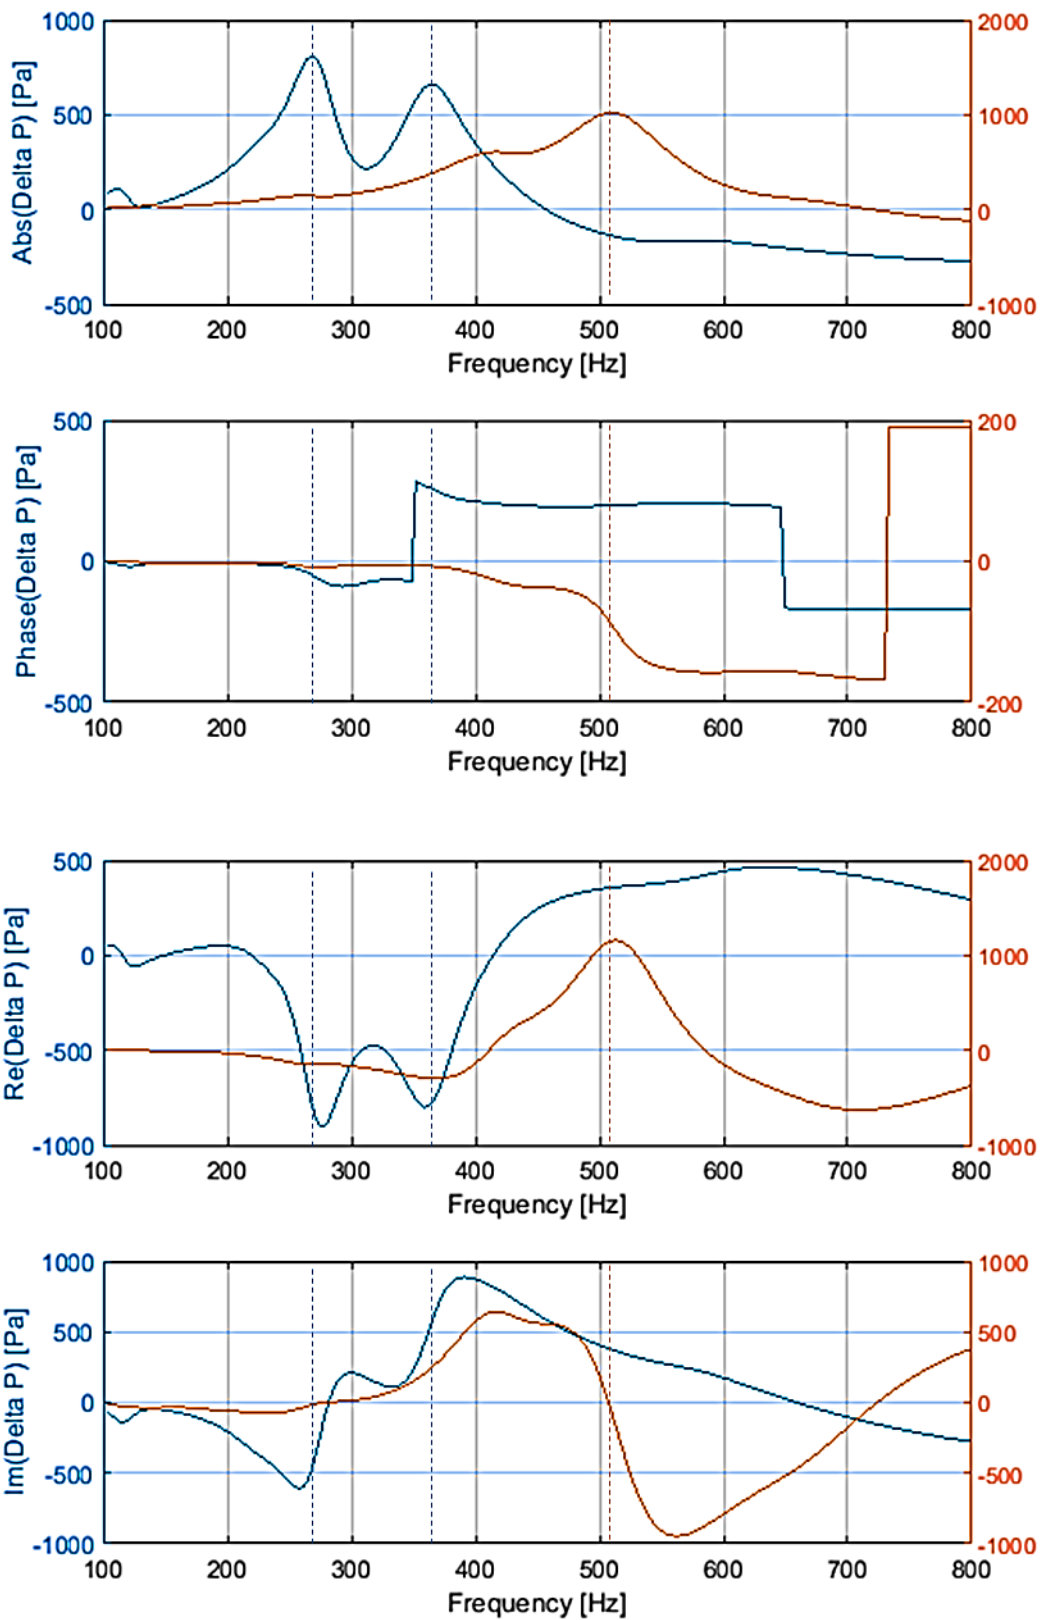 1000 2000
500 1000
0 0
-500 -1000
Abs(Delta P) [Pa]
100 200 300 400 500 600 700 800
Frequency [Hz]
500 200
0 0
-500 -200
Phase(Delta P) [Pa]
100 200 300 400 500 600 700 800
Frequency [Hz]
500 2000
0 1000
-500 0
-1000 -1000
Re(Delta P) [Pa]
100 200 300 400 500 600 700 800
Frequency [Hz]
1000 1000
500 500
0 0
-500 -500
-1000 -1000
Im(Delta P) [Pa]
100 200 300 400 500 600 700 800
Frequency [Hz]